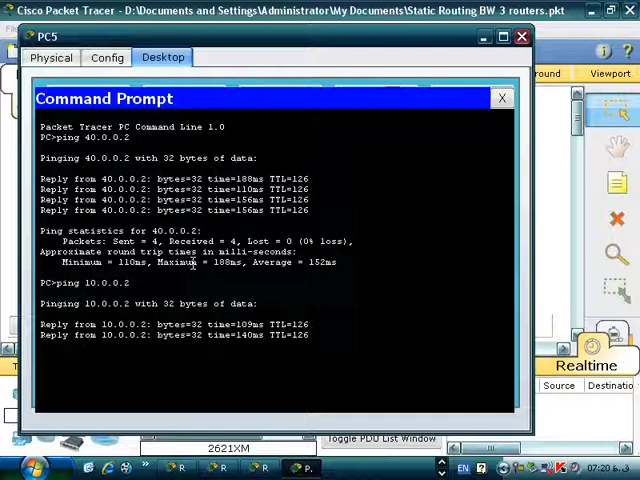 Cisco Packet Tracer - D:\Documents and Settings\Administrator\My Documents\Static Routing BW 3 routers.pkt
PC5
Physical
Config
Desktop
Viewport
Command Prompt
X
Packet Tracer PC Command Line 1.0
PC>ping 40.0.0.2
Pinging 40.0.0.2 with 32 bytes of data:
Reply from 40.0.0.2: bytes=32 time=188ms TTL=126
Reply from 40.0.0.2: bytes=32 time=110ms TTL=126
Reply from 40.0.0.2: bytes=32 time=156ms TTL=126
Reply from 40.0.0.2: bytes=32 time=156ms TTL=126
Ping statistics for 40.0.0.2:
Packets: Sent = 4, Received = 4, Lost = 0 (0% loss),
Approximate round trip times in milli-seconds:
Minimum = 110ms, Maximum = 188ms, Average = 152ms
PC>ping 10.0.0.2
Pinging 10.0.0.2 with 32 bytes of data:
Reply from 10.0.0.2: bytes=32 time=109ms TTL=126
Reply from 10.0.0.2: bytes=32 time=140ms TTL=126
Realtime
Source
Destinatio
Toggle PDU List Window
2621XM
R
R
R
P.
EN
07:20